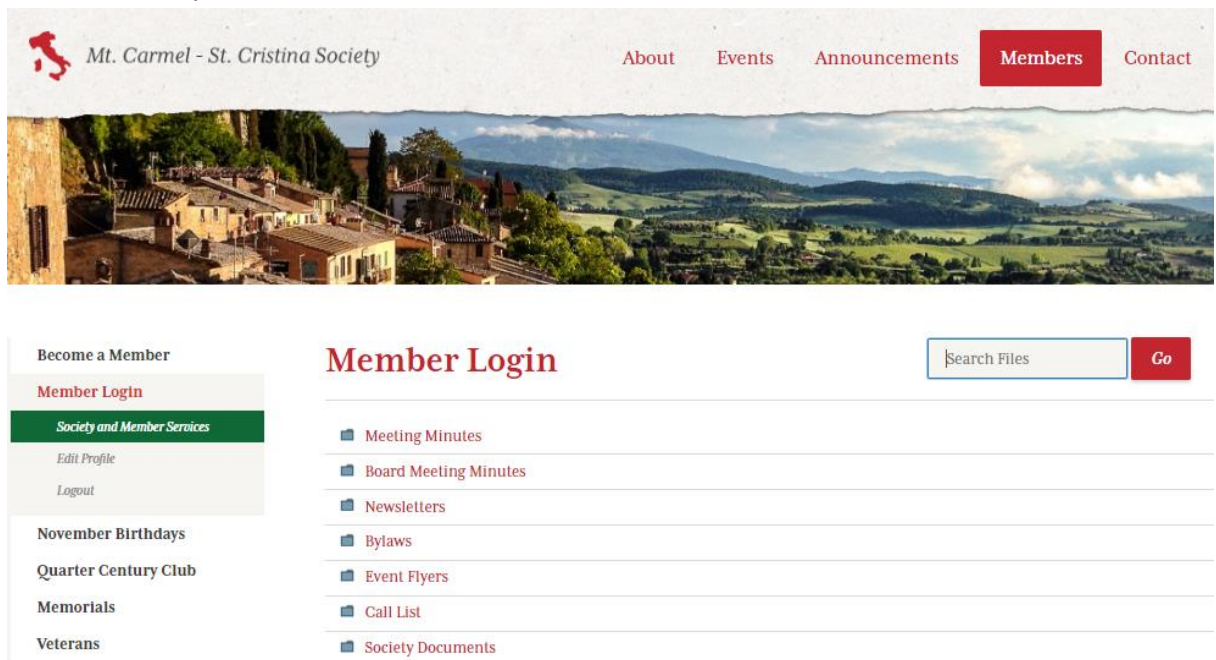 Mt. Carmel - St. Cristina Society
About Events Announcements Members Contact
Become a Member
Member Login
Society and Member Services
Edit Profile
Logout
November Birthdays
Quarter Century Club
Memorials
Veterans
Member Login
Search Files
Go
Meeting Minutes
Board Meeting Minutes
Newsletters
Bylaws
Event Flyers
Call List
Society Documents